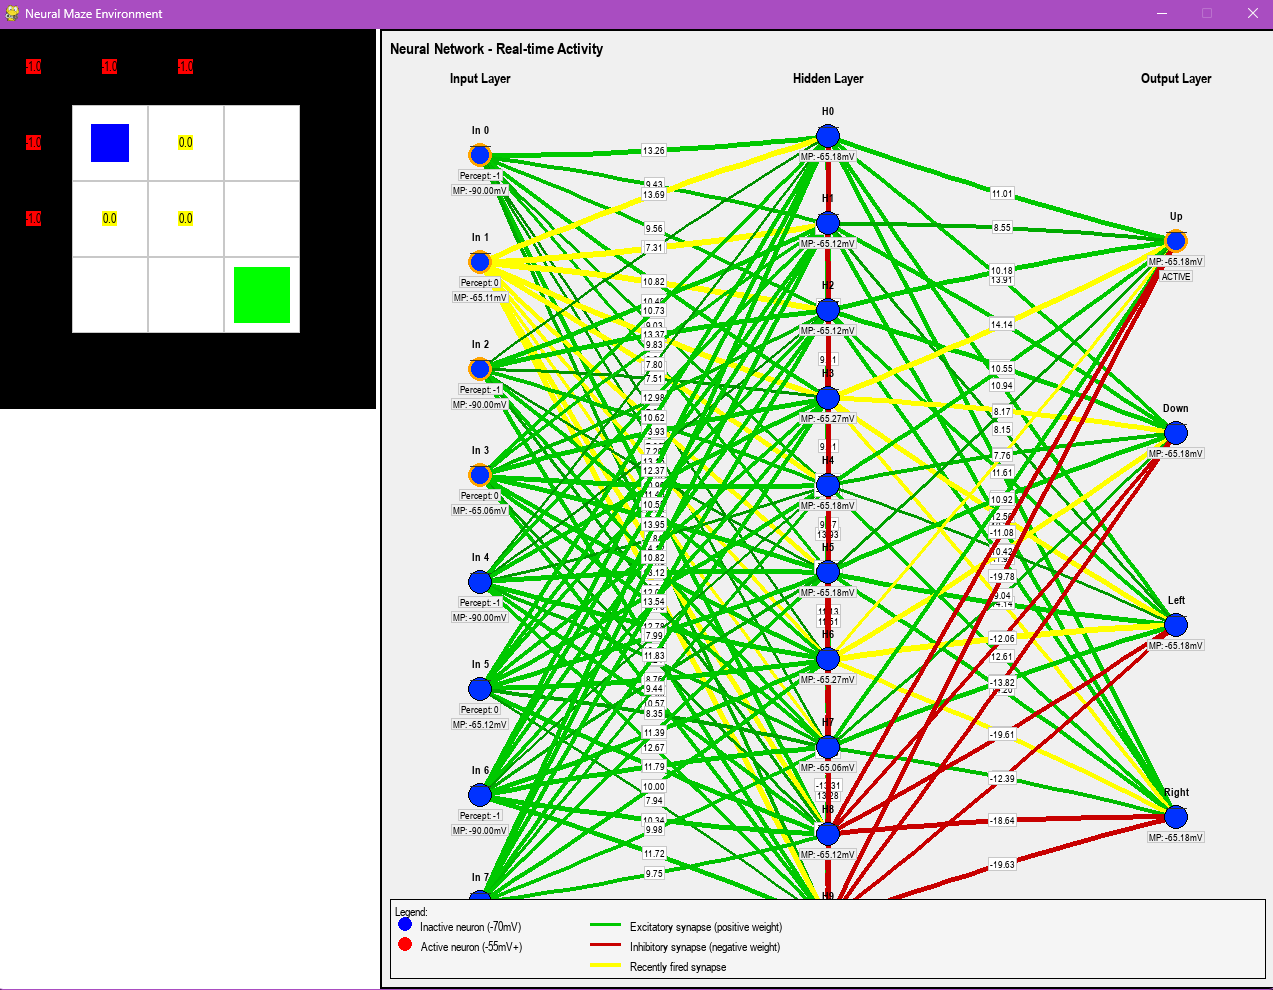 Neural Maze Environment
-1.0 -1.0 -1.0
-1.0 0.0
-1.0 0.0 0.0
Neural Network - Real-time Activity
Input Layer Hidden Layer Output Layer
In 0
Percept: -1
MP: -90.00mV
In 1
Percept: 0
MP: -65.11mV
In 2
Percept: -1
MP: -90.00mV
In 3
Percept: 0
MP: -65.06mV
In 4
Percept: -1
MP: -90.00mV
In 5
Percept: 0
MP: -65.12mV
In 6
Percept: -1
MP: -90.00mV
In 7
13.26
9.43
13.69
9.56
7.31
10.82
10.73
9.03
13.37
9.83
7.80
7.51
12.98
10.62
12.37
13.95
10.82
13.54
12.78
7.99
11.83
8.76
9.44
10.57
8.35
11.39
12.67
11.79
10.00
7.94
10.34
9.98
11.72
9.75
H0
MP: -65.18mV
H1
MP: -65.12mV
H2
MP: -65.12mV
H3
MP: -65.27mV
H4
MP: -65.18mV
H5
MP: -65.18mV
H6
MP: -65.27mV
H7
MP: -65.06mV
H8
MP: -65.12mV
H9
11.01
8.55
10.18
13.91
14.14
10.55
10.94
8.17
8.15
7.76
11.61
10.92
-11.08
10.42
-19.78
9.04
-12.06
12.61
-13.82
-19.61
-12.39
-18.64
-19.63
Up
MP: -65.18mV
ACTIVE
Down
MP: -65.18mV
Left
MP: -65.18mV
Right
MP: -65.18mV
Legend:
Inactive neuron (-70mV)
Active neuron (-55mV+)
Excitatory synapse (positive weight)
Inhibitory synapse (negative weight)
Recently fired synapse